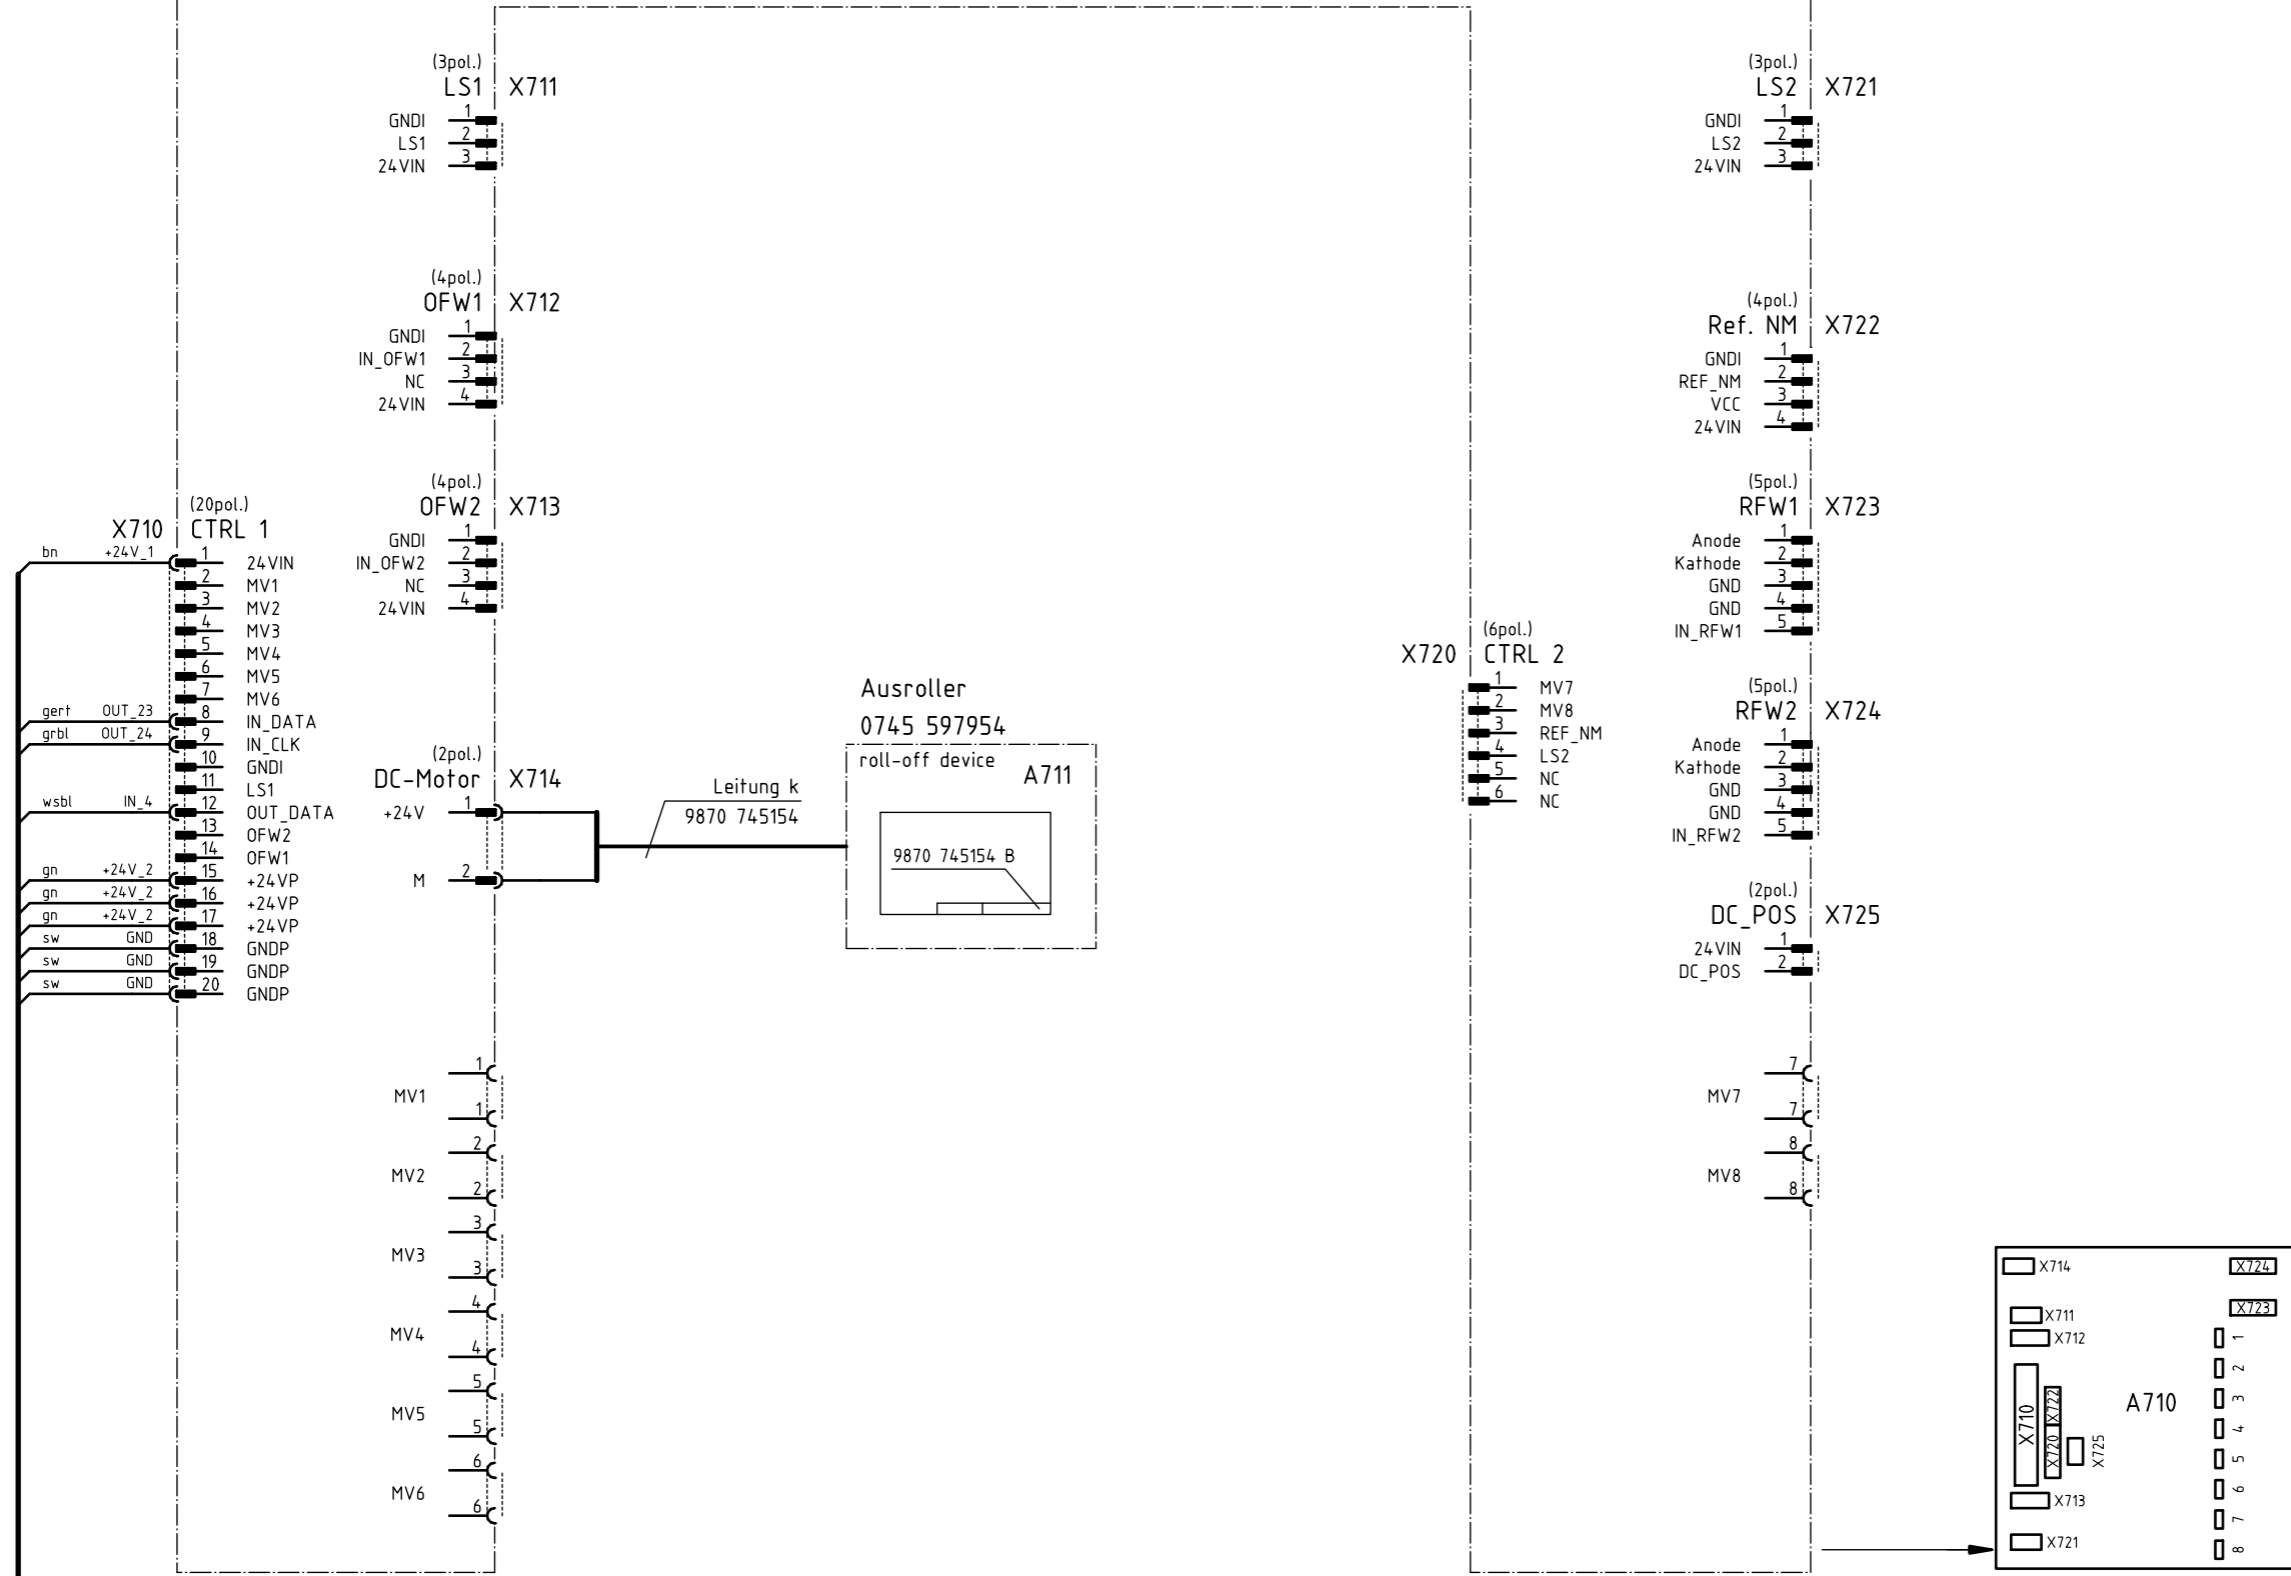 (3pol.)
LS1 X711
GNDI 1
LS1 2
24VIN 3
(4pol.)
OFW1 X712
GNDI 1
IN_OFW1 2
NC 3
24VIN 4
(4pol.)
OFW2 X713
GNDI 1
IN_OFW2 2
NC 3
24VIN 4
(20pol.)
X710 CTRL 1
bn +24V_1 1 24VIN
2 MV1
3 MV2
4 MV3
5 MV4
6 MV5
7 MV6
gert OUT_23 8 IN_DATA
grbl OUT_24 9 IN_CLK
10 GNDI
11 LS1
wsbl IN_4 12 OUT_DATA
13 OFW2
14 OFW1
gn +24V_2 15 +24VP
gn +24V_2 16 +24VP
gn +24V_2 17 +24VP
sw GND 18 GNDP
sw GND 19 GNDP
sw GND 20 GNDP
(2pol.)
DC-Motor X714
+24V 1
M 2
Leitung k
9870 745154
Ausroller
0745 597954
roll-off device
A711
9870 745154 B
1
MV1
1
2
MV2
2
3
MV3
3
4
MV4
4
5
MV5
5
6
MV6
6
(6pol.)
X720 CTRL 2
1 MV7
2 MV8
3 REF_NM
4 LS2
5 NC
6 NC
(3pol.)
LS2 X721
GNDI 1
LS2 2
24VIN 3
(4pol.)
Ref. NM X722
GNDI 1
REF_NM 2
VCC 3
24VIN 4
(5pol.)
RFW1 X723
Anode 1
Kathode 2
GND 3
GND 4
IN_RFW1 5
(5pol.)
RFW2 X724
Anode 1
Kathode 2
GND 3
GND 4
IN_RFW2 5
(2pol.)
DC_POS X725
24VIN 1
DC_POS 2
7
MV7
7
8
MV8
8
X714 X724
X711 X723
X712
X710
X722
X720
X725
A710
X713
X721
1
2
3
4
5
6
7
8